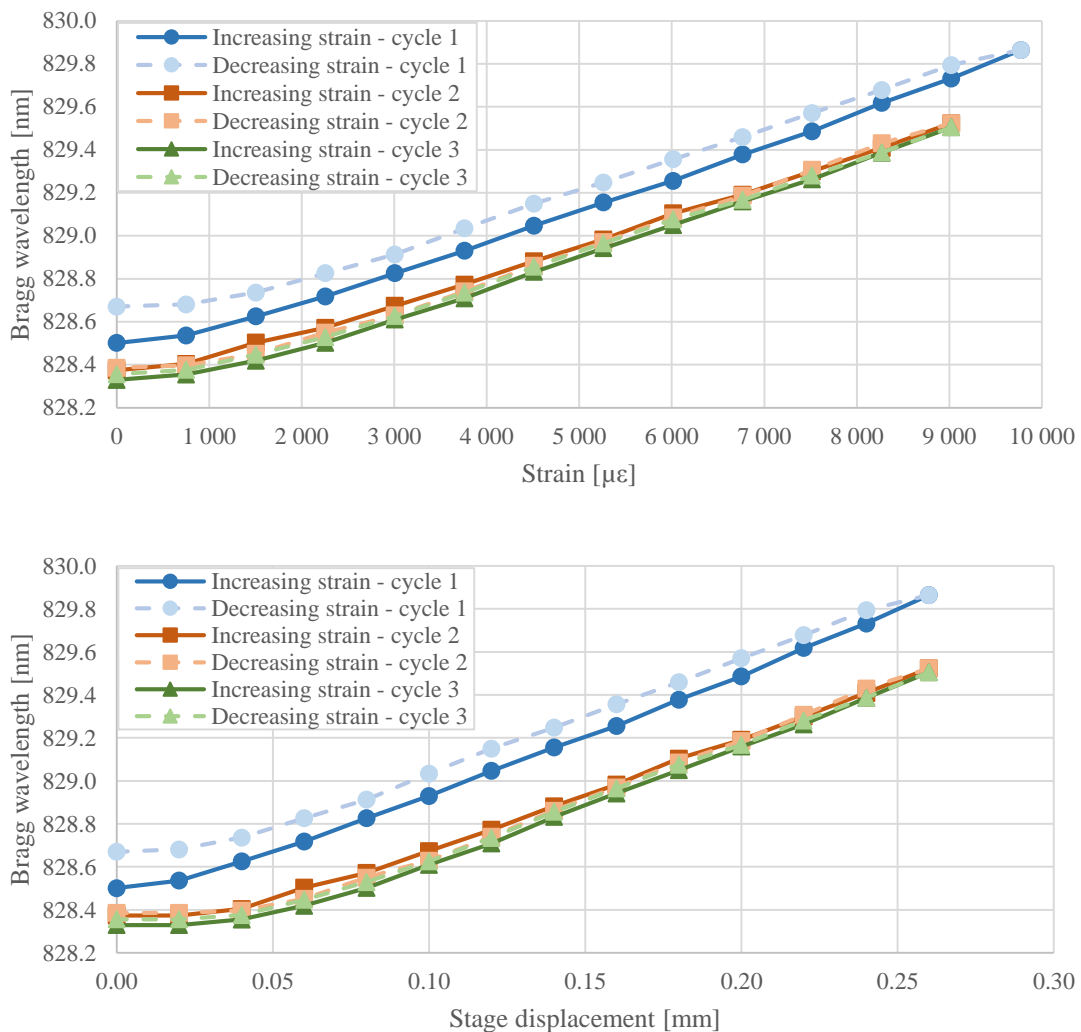 830.0
829.8
829.6
829.4
829.2
829.0
828.8
828.6
828.4
828.2
Bragg wavelength [nm]
Increasing strain - cycle 1
Decreasing strain - cycle 1
Increasing strain - cycle 2
Decreasing strain - cycle 2
Increasing strain - cycle 3
Decreasing strain - cycle 3
0 1 000 2 000 3 000 4 000 5 000 6 000 7 000 8 000 9 000 10 000
Strain [µε]
830.0
829.8
829.6
829.4
829.2
829.0
828.8
828.6
828.4
828.2
Bragg wavelength [nm]
Increasing strain - cycle 1
Decreasing strain - cycle 1
Increasing strain - cycle 2
Decreasing strain - cycle 2
Increasing strain - cycle 3
Decreasing strain - cycle 3
0.00 0.05 0.10 0.15 0.20 0.25 0.30
Stage displacement [mm]